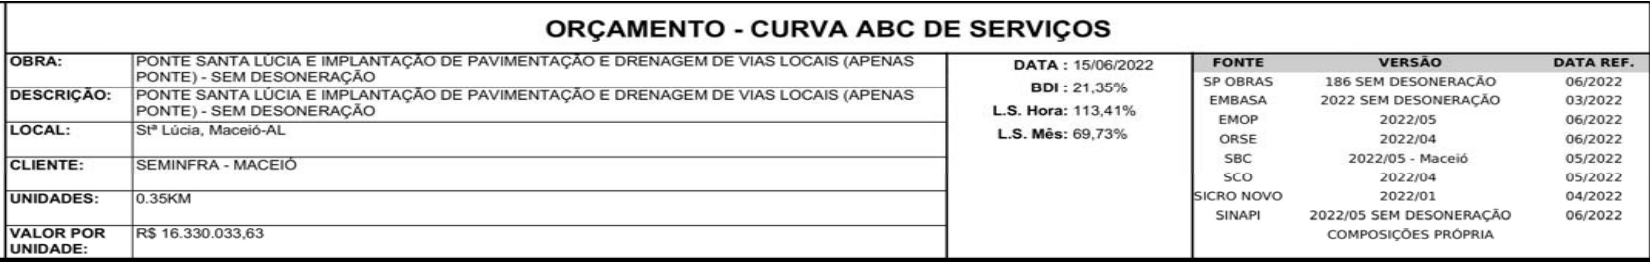 ORÇAMENTO - CURVA ABC DE SERVIÇOS
OBRA: PONTE SANTA LÚCIA E IMPLANTAÇÃO DE PAVIMENTAÇÃO E DRENAGEM DE VIAS LOCAIS (APENAS
PONTE) - SEM DESONERAÇÃO
DESCRIÇÃO: PONTE SANTA LÚCIA E IMPLANTAÇÃO DE PAVIMENTAÇÃO E DRENAGEM DE VIAS LOCAIS (APENAS
PONTE) - SEM DESONERAÇÃO
LOCAL: Stª Lúcia, Maceió-AL
CLIENTE: SEMINFRA - MACEIÓ
UNIDADES: 0.35KM
VALOR POR R$ 16.330.033,63
UNIDADE:
DATA : 15/06/2022
BDI : 21,35%
L.S. Hora: 113,41%
L.S. Mês: 69,73%
FONTE VERSÃO DATA REF.
SP OBRAS 186 SEM DESONERAÇÃO 06/2022
EMBASA 2022 SEM DESONERAÇÃO 03/2022
EMOP 2022/05 06/2022
ORSE 2022/04 06/2022
SBC 2022/05 - Maceió 05/2022
SCO 2022/04 05/2022
SICRO NOVO 2022/01 04/2022
SINAPI 2022/05 SEM DESONERAÇÃO 06/2022
COMPOSIÇÕES PRÓPRIA